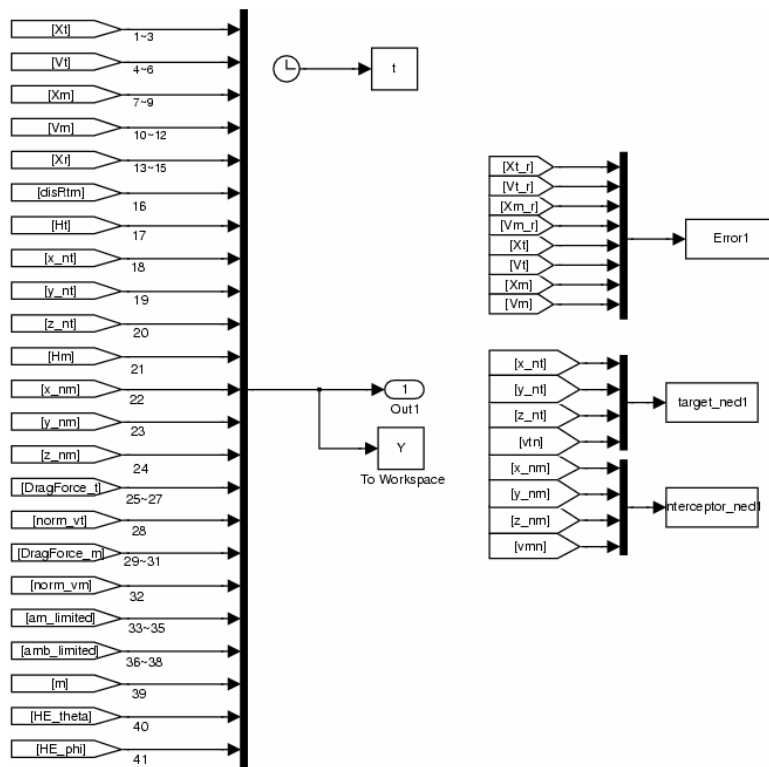 [Xt]
1~3
[Vt]
4~6
[Xm]
7~9
[Vm]
10~12
[Xr]
13~15
[disRtm]
16
[Ht]
17
[x_nt]
18
[y_nt]
19
[z_nt]
20
[Hm]
21
[x_nm]
22
[y_nm]
23
[z_nm]
24
[DragForce_t]
25~27
[norm_vt]
28
[DragForce_m]
29~31
[norm_vm]
32
[am_limited]
33~35
[amb_limited]
36~38
[m]
39
[HE_theta]
40
[HE_phi]
41
t
1
Out1
Y
To Workspace
[Xt_r]
[Vt_r]
[Xm_r]
[Vm_r]
[Xt]
[Vt]
[Xm]
[Vm]
Error1
[x_nt]
[y_nt]
[z_nt]
[vtn]
target_ned1
[x_nm]
[y_nm]
[z_nm]
[vmn]
nterceptor_ned1